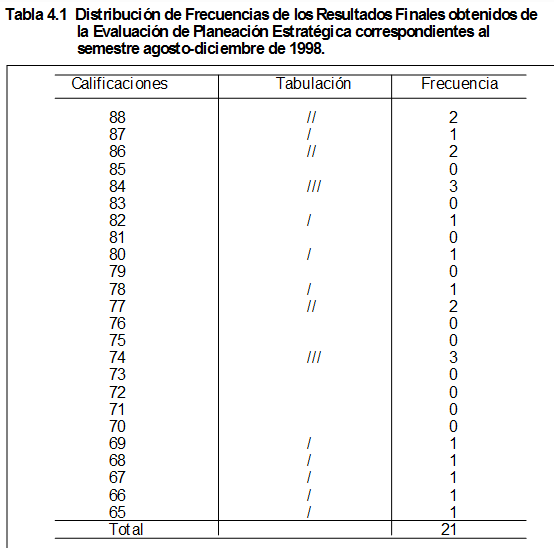 Tabla 4.1 Distribución de Frecuencias de los Resultados Finales obtenidos de
la Evaluación de Planeación Estratégica correspondientes al
semestre agosto-diciembre de 1998.
Calificaciones Tabulación Frecuencia
88 // 2
87 / 1
86 // 2
85 0
84 /// 3
83 0
82 / 1
81 0
80 / 1
79 0
78 / 1
77 // 2
76 0
75 0
74 /// 3
73 0
72 0
71 0
70 0
69 / 1
68 / 1
67 / 1
66 / 1
65 / 1
Total 21